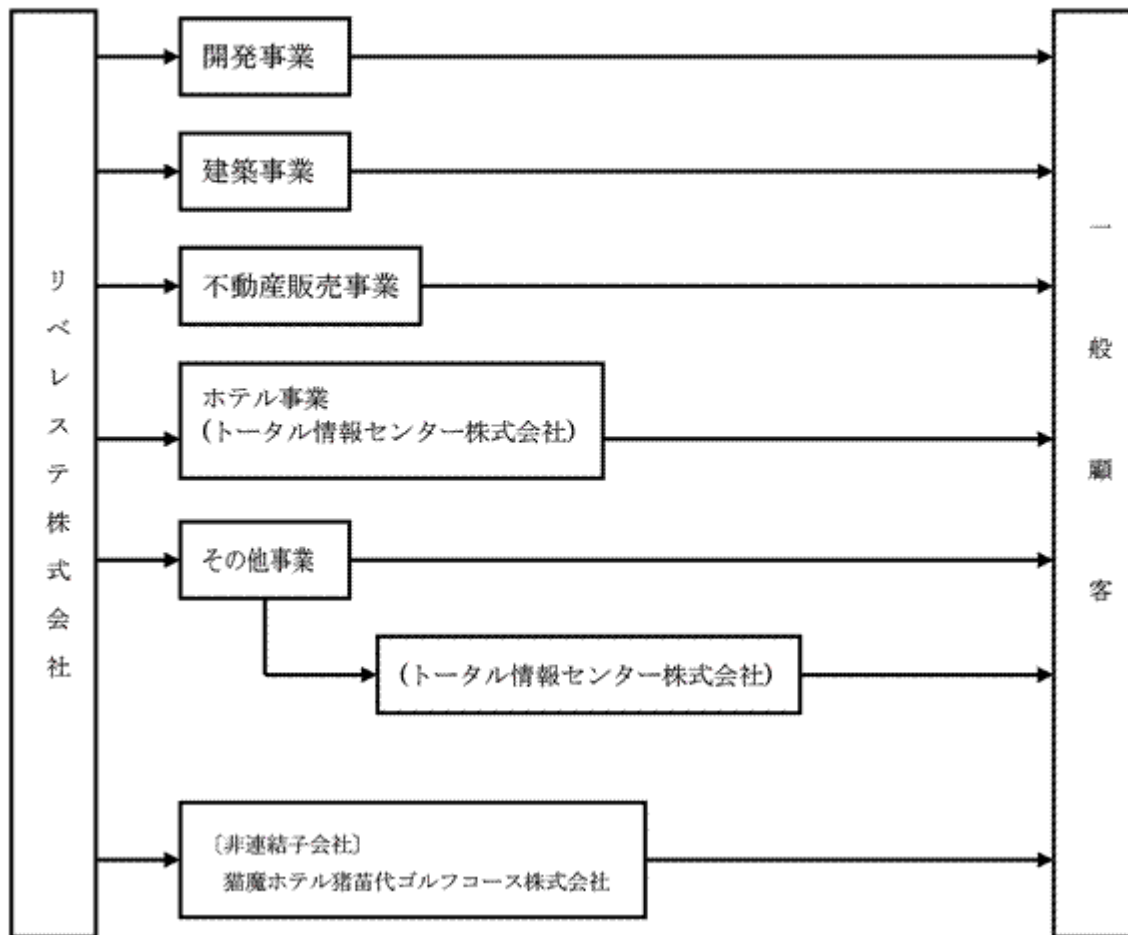 リベレステ株式会社
開発事業
建築事業
不動産販売事業
ホテル事業
(トータル情報センター株式会社)
その他事業
(トータル情報センター株式会社)
〔非連結子会社〕
猫魔ホテル猪苗代ゴルフコース株式会社
一般顧客